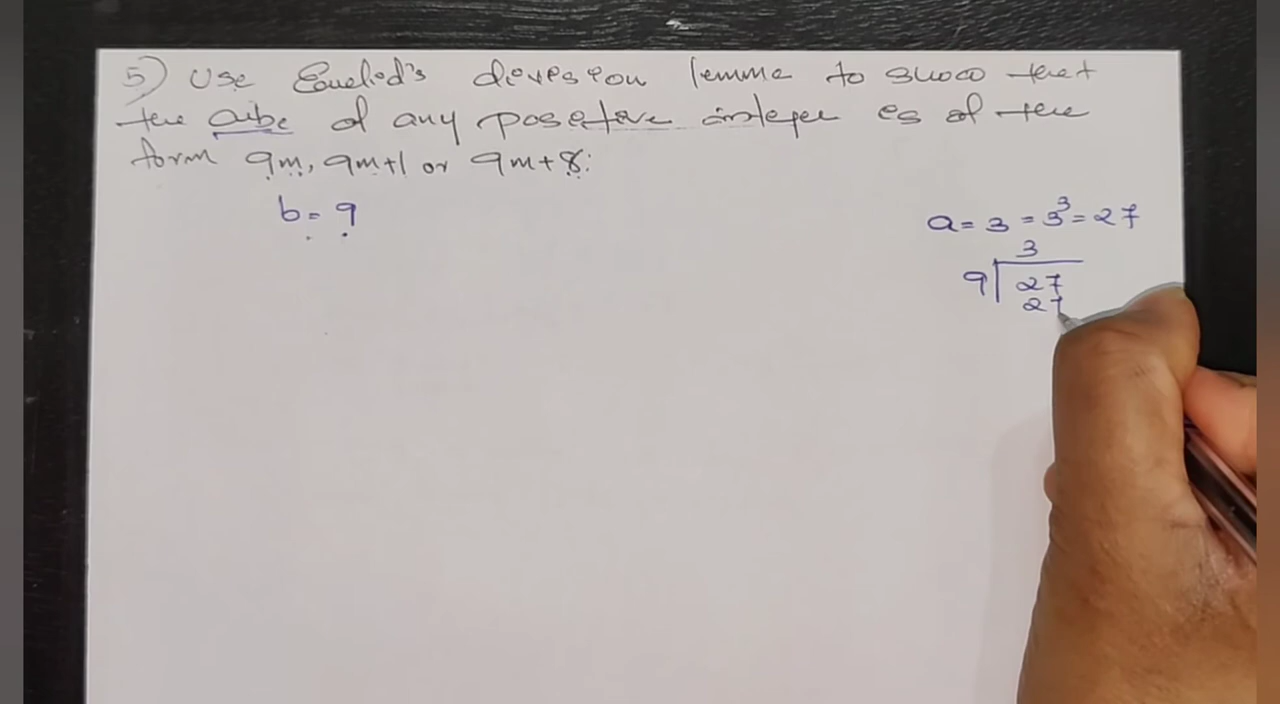 5) Use Euclid's division lemma to show that
the cube of any positive integer is of the
form 9m, 9m+1 or 9m+8.
b = 9
a = 3 = 3³ = 27
3
9 27
27